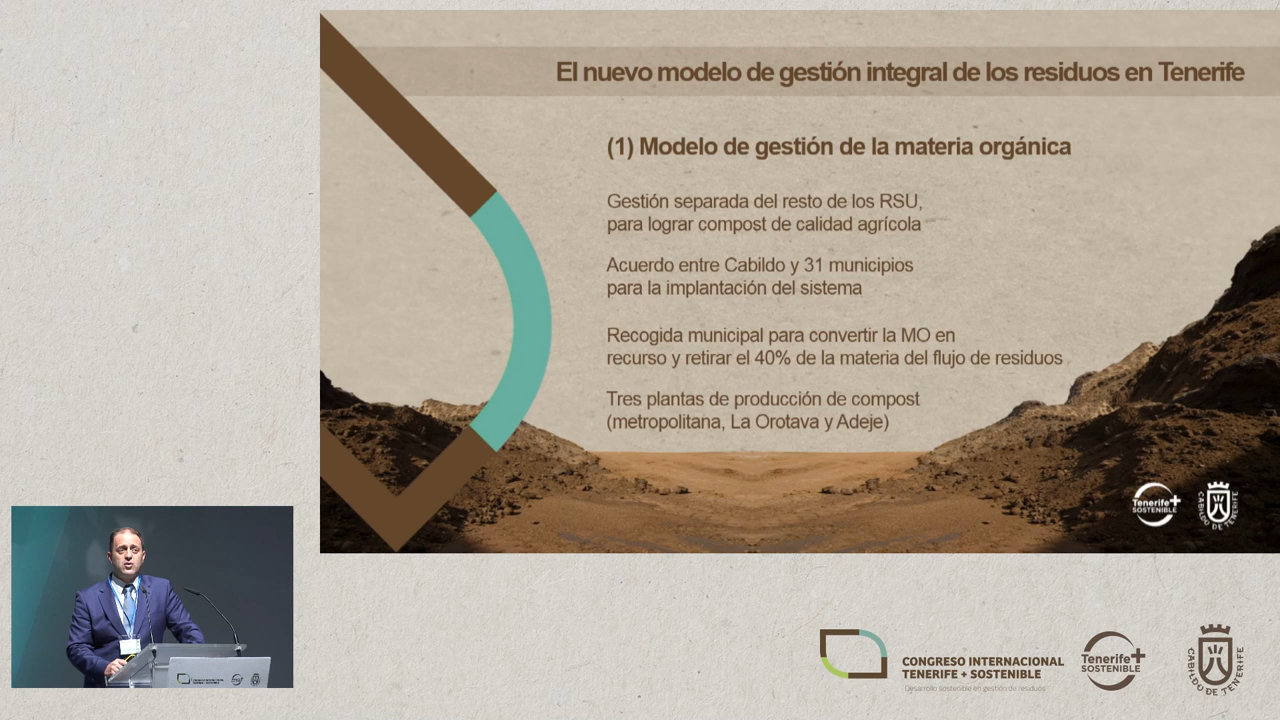 El nuevo modelo de gestión integral de los residuos en Tenerife
(1) Modelo de gestión de la materia orgánica
Gestión separada del resto de los RSU,
para lograr compost de calidad agrícola
Acuerdo entre Cabildo y 31 municipios
para la implantación del sistema
Recogida municipal para convertir la MO en
recurso y retirar el 40% de la materia del flujo de residuos
Tres plantas de producción de compost
(metropolitana, La Orotava y Adeje)
Tenerife+
SOSTENIBLE
CABILDO DE TENERIFE
CONGRESO INTERNACIONAL
TENERIFE + SOSTENIBLE
Desarrollo sostenible en gestión de residuos
Tenerife+
SOSTENIBLE
CABILDO DE TENERIFE